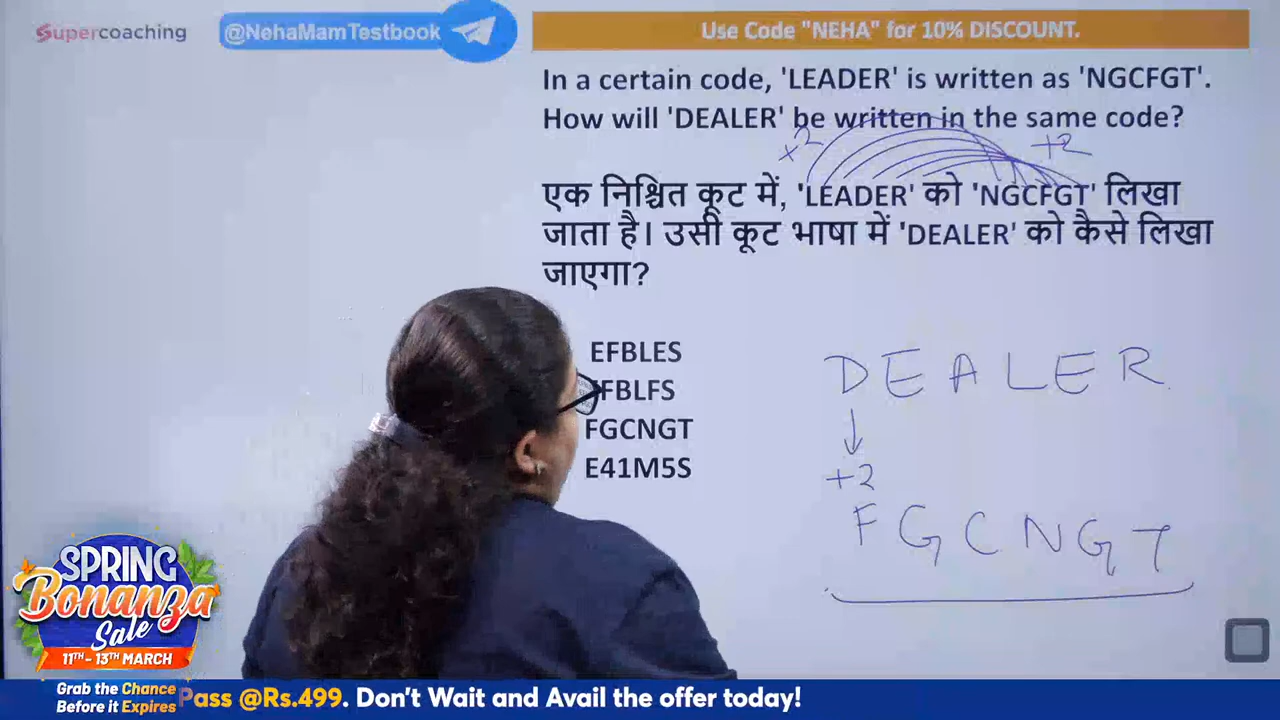 Supercoaching
@NehaMamTestbook
Use Code "NEHA" for 10% DISCOUNT.
In a certain code, 'LEADER' is written as 'NGCFGT'.
How will 'DEALER' be written in the same code?
+2
+2
एक निश्चित कूट में, 'LEADER' को 'NGCFGT' लिखा
जाता है। उसी कूट भाषा में 'DEALER' को कैसे लिखा
जाएगा?
EFBLES
FBLFS
FGCNGT
E41M5S
D E A L E R
+2
F G C N G T
SPRING
Bonanza
Sale
11TH - 13TH MARCH
Grab the Chance
Before it Expires
Pass @Rs.499. Don't Wait and Avail the offer today!